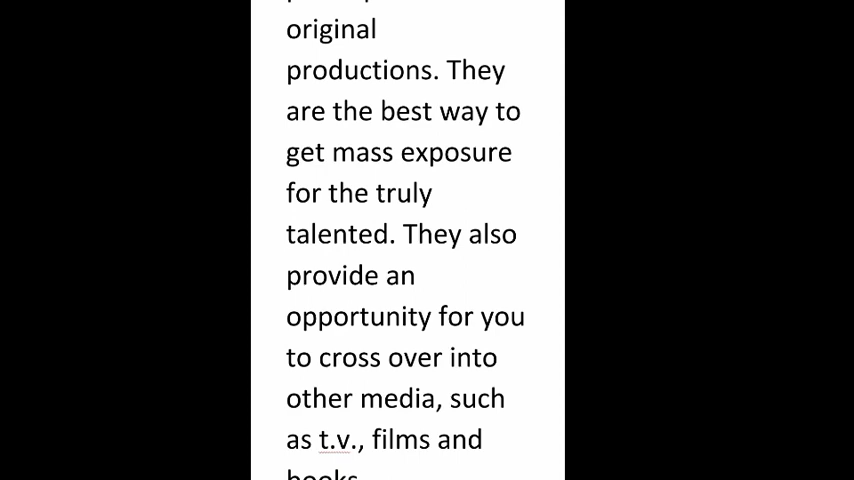 original
productions. They
are the best way to
get mass exposure
for the truly
talented. They also
provide an
opportunity for you
to cross over into
other media, such
as t.v., films and
books